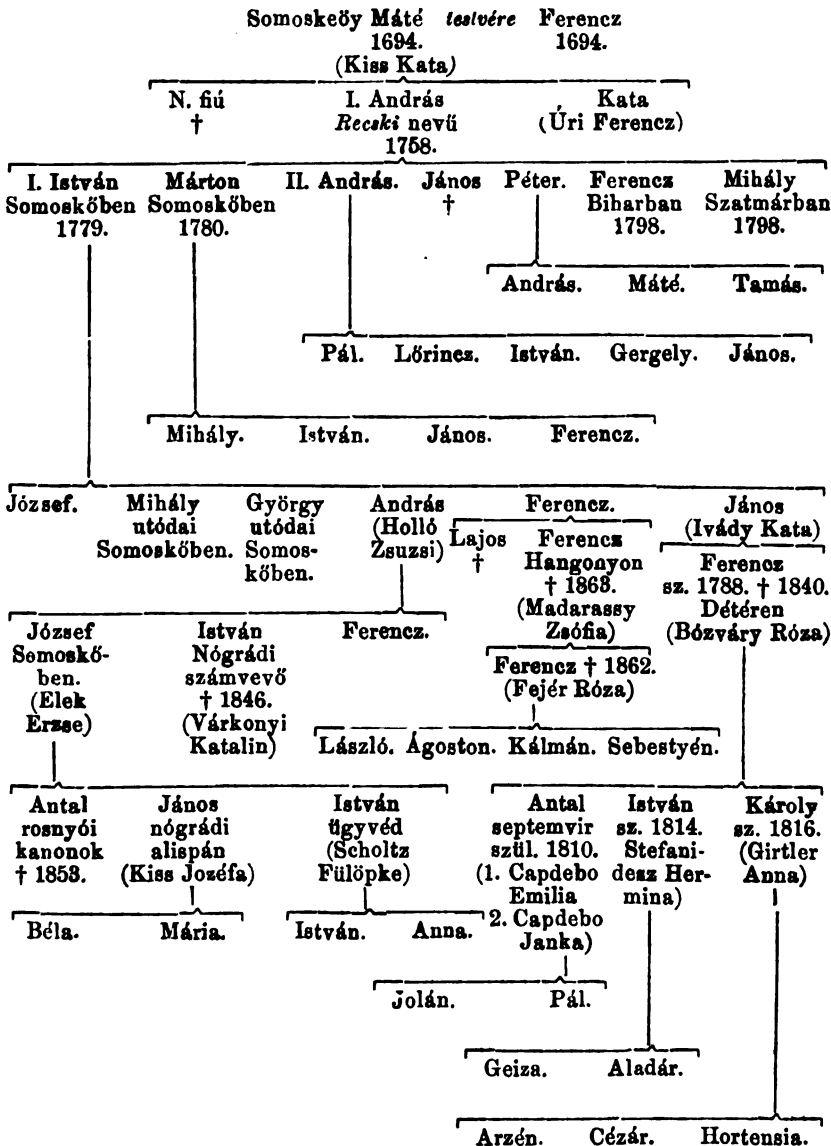 Somoskeöy Máté testvére Ferencz
1694. 1694.
(Kiss Kata)
N. fiú I. András Kata
† Recski nevü (Úri Ferencz)
1758.
I. István Márton II. András. János Péter. Ferencz Mihály
Somoskőben Somoskőben † Biharban Szatmárban
1779. 1780. 1798. 1798.
András. Máté. Tamás.
Pál. Lőrincz. István. Gergely. János.
Mihály. István. János. Ferencz.
József. Mihály György András Ferencz. János
utódai utódai (Holló (Ivády Kata)
Somoskőben. Somos- Zsuzsi)
kőben.
Lajos Ferencz
† Hangonyon
† 1863.
(Madarassy
Zsófia)
Ferencz
sz. 1788. † 1840.
Détéren
(Bózváry Róza)
József István Ferencz.
Somoskő- Nógrádi
ben. számvevő
(Elek † 1846.
Erzse) (Várkonyi
Katalin)
Ferencz † 1862.
(Fejér Róza)
László. Ágoston. Kálmán. Sebestyén.
Antal János István Antal István Károly
rosnyói nógrádi ügyvéd septemvir sz. 1814. sz. 1816.
kanonok alispán (Scholtz szül. 1810. Stefani- (Girtler
† 1853. (Kiss Jozéfa) Fülöpke) (1. Capdebo desz Her- Anna)
Emilia mina)
2. Capdebo
Janka)
Béla. Mária. István. Anna.
Jolán. Pál.
Geiza. Aladár.
Arzén. Cézár. Hortensia.